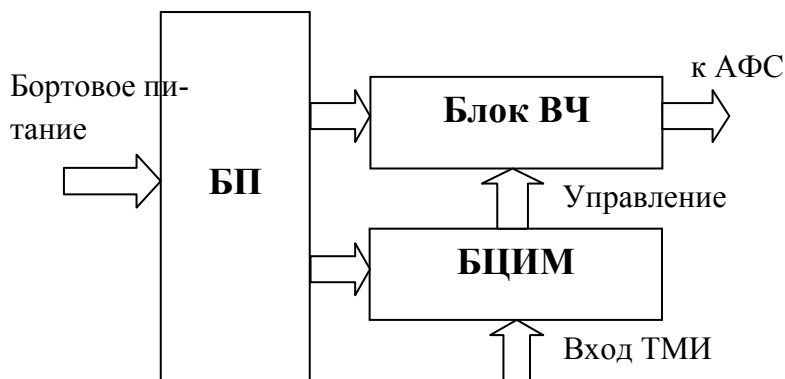 к АФС
Бортовое пи-
тание
Блок ВЧ
БП
Управление
БЦИМ
Вход ТМИ